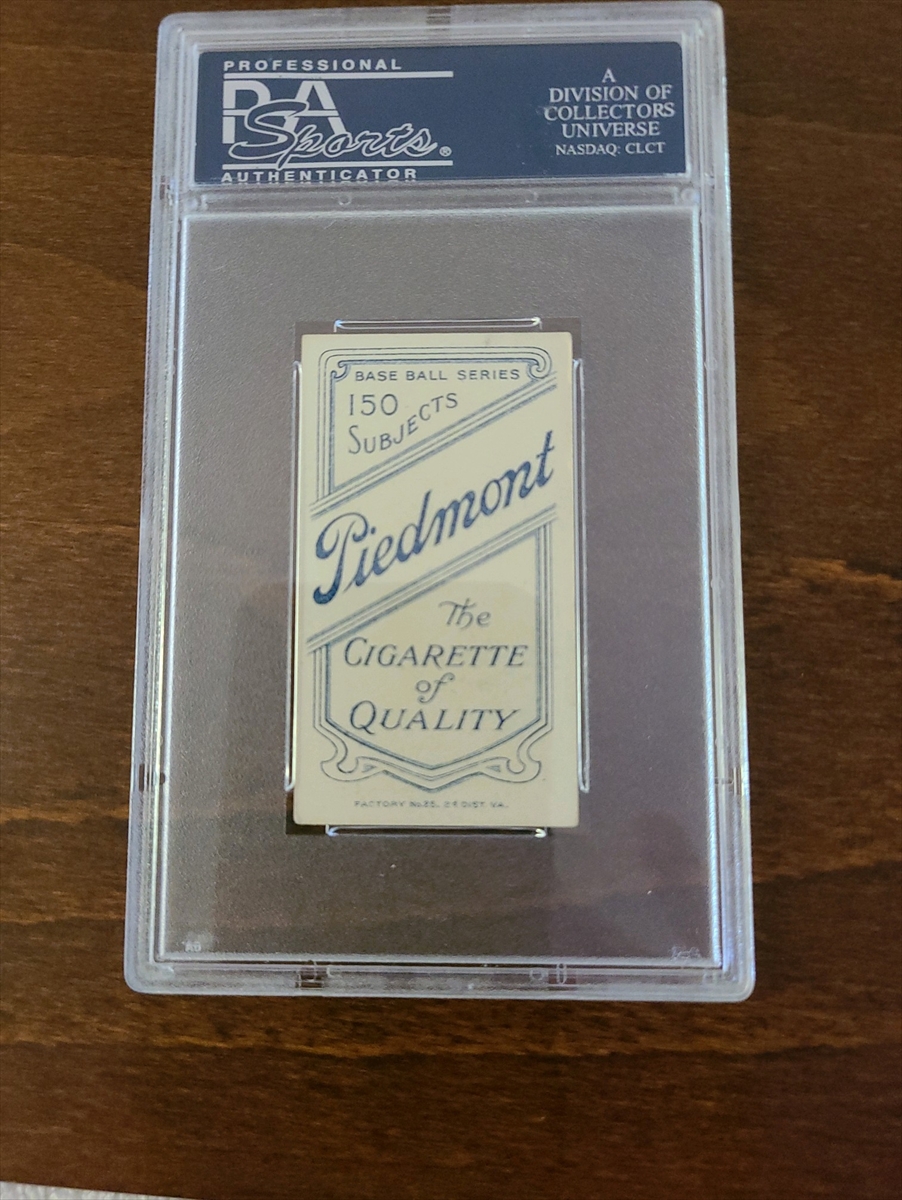 PROFESSIONAL
PSA
Sports®
AUTHENTICATOR
A
DIVISION OF
COLLECTORS
UNIVERSE
NASDAQ: CLCT
BASE BALL SERIES
150
SUBJECTS
Piedmont
The
CIGARETTE
of
QUALITY
FACTORY No. 25, 2d DIST. VA.